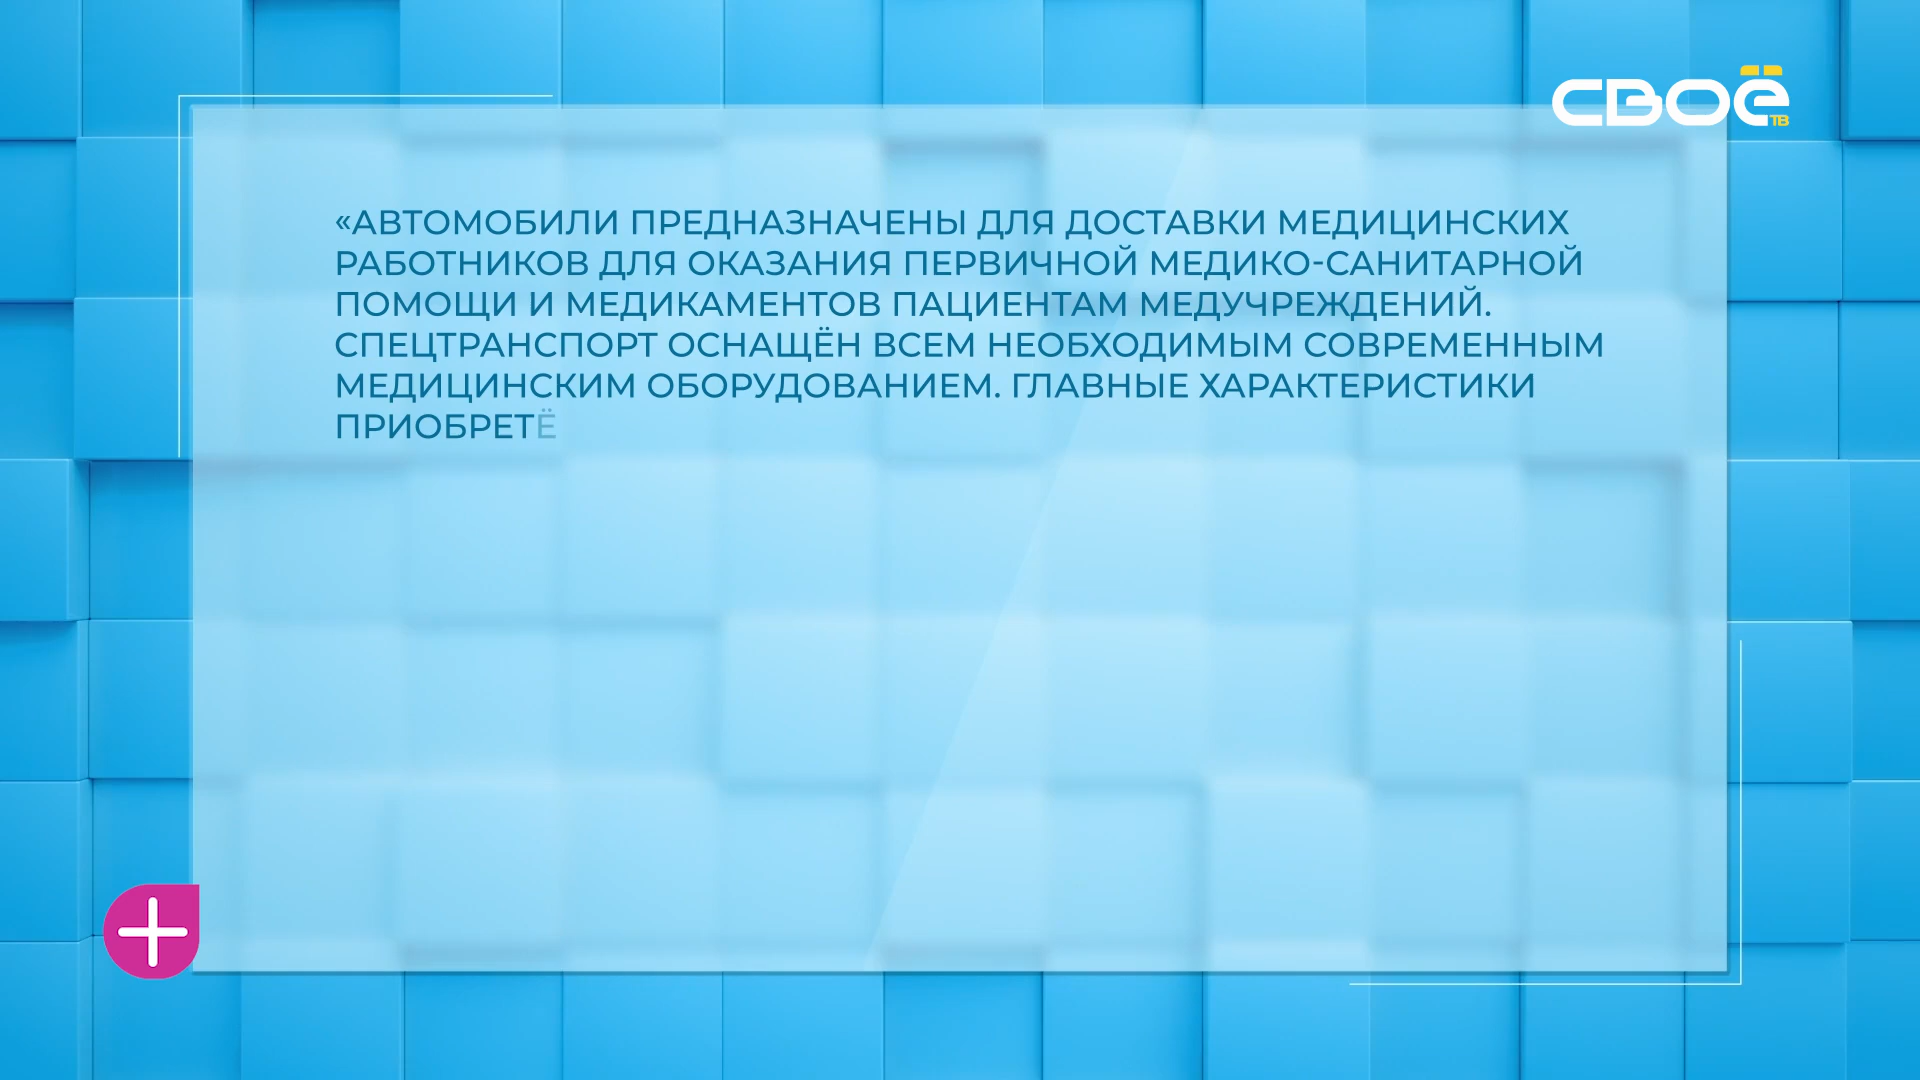 СВОЁ
ТВ
«АВТОМОБИЛИ ПРЕДНАЗНАЧЕНЫ ДЛЯ ДОСТАВКИ МЕДИЦИНСКИХ
РАБОТНИКОВ ДЛЯ ОКАЗАНИЯ ПЕРВИЧНОЙ МЕДИКО-САНИТАРНОЙ
ПОМОЩИ И МЕДИКАМЕНТОВ ПАЦИЕНТАМ МЕДУЧРЕЖДЕНИЙ.
СПЕЦТРАНСПОРТ ОСНАЩЁН ВСЕМ НЕОБХОДИМЫМ СОВРЕМЕННЫМ
МЕДИЦИНСКИМ ОБОРУДОВАНИЕМ. ГЛАВНЫЕ ХАРАКТЕРИСТИКИ
ПРИОБРЕТЁ